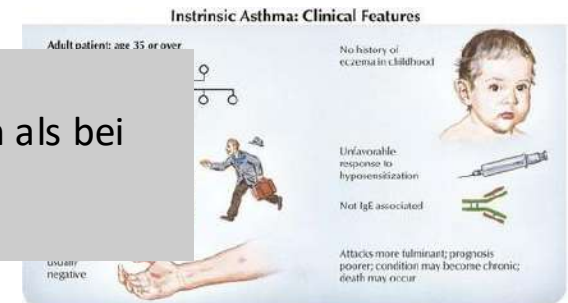 Instrinsic Asthma: Clinical Features
Adult patient: age 35 or over
als bei
usually
negative
No history of
eczema in childhood
Unfavorable
response to
hyposensitization
Not IgE associated
Attacks more fulminant; prognosis
poorer; condition may become chronic;
death may occur